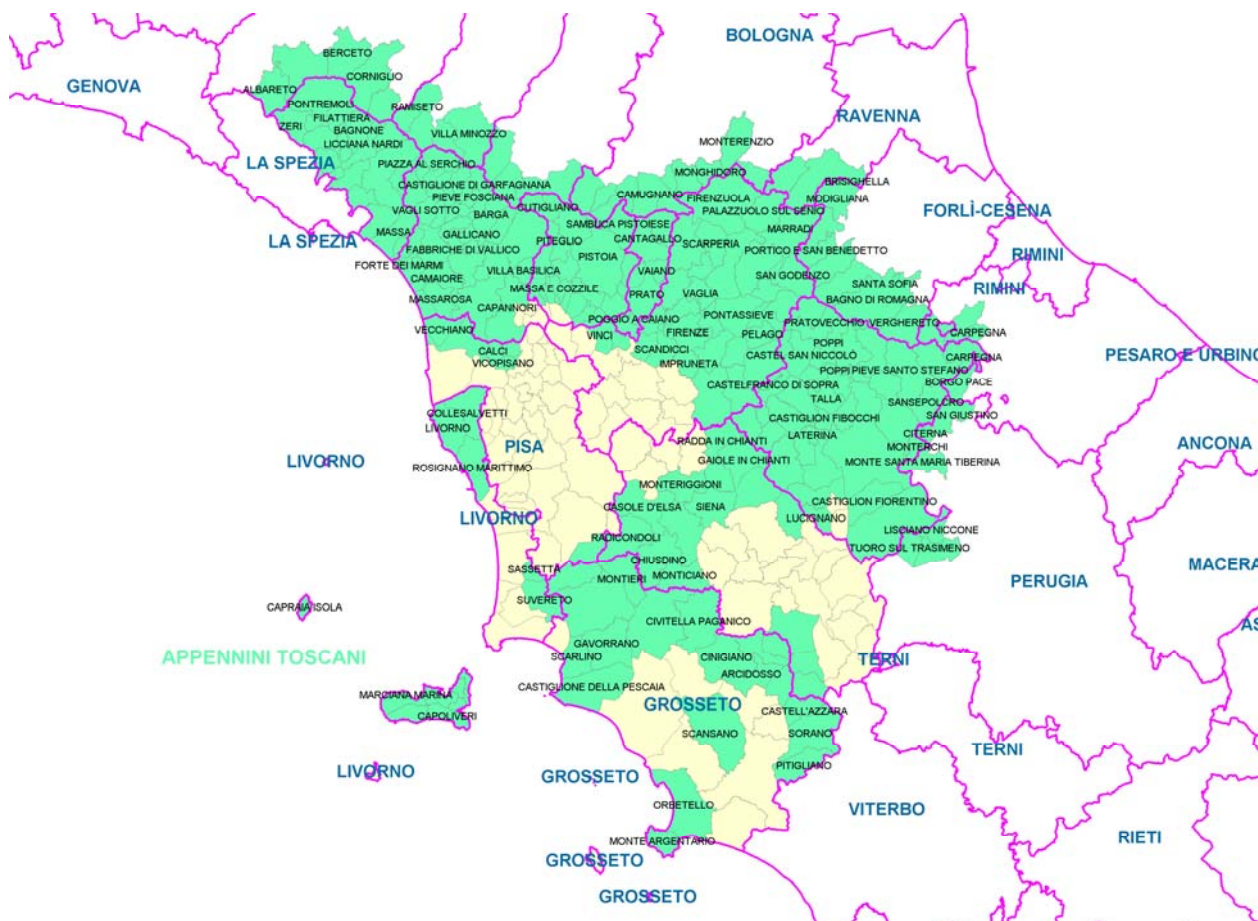 BOLOGNA
BERCETO
CORNIGLIO
GENOVA
ALBARETO
PONTREMOLI
RAMISETO
FILATTIERA
RAVENNA
ZERI
BAGNONE
VILLA MINOZZO
MONTERENZIO
LICCIANA NARDI
LA SPEZIA
PIAZZA AL SERCHIO
MONGHIDORO
BRISIGHELLA
CASTIGLIONE DI GARFAGNANA
CAMUGNANO
FIRENZUOLA
MODIGLIANA
PIEVE FOSCIANA
CUTIGLIANO
PALAZZUOLO SUL SENIO
FORLÌ-CESENA
VAGLI SOTTO
BARGA
SAMBUCA PISTOIESE
MARRADI
MASSA
GALLICANO
PITEGLIO
CANTAGALLO
SCARPERIA
LA SPEZIA
FABBRICHE DI VALLICO
PISTOIA
PORTICO E SAN BENEDETTO
RIMINI
FORTE DEI MARMI
VILLA BASILICA
VAIANO
SAN GODENZO
CAMAIORE
SANTA SOFIA
RIMINI
MASSAROSA
CAPANNORI
MASSA E COZZILE
PRATO
VAGLIA
BAGNO DI ROMAGNA
VECCHIANO
POGGIO A CAIANO
PONTASSIEVE
PRATOVECCHIO
VERGHERETO
CARPEGNA
VINCI
FIRENZE
PELAGO
POPPI
CALCI
SCANDICCI
CASTEL SAN NICCOLÒ
CARPEGNA
PESARO E URBINO
VICOPISANO
IMPRUNETA
POPPI
PIEVE SANTO STEFANO
CASTELFRANCO DI SOPRA
BORGO PACE
TALLA
SANSEPOLCRO
COLLESALVETTI
CASTIGLION FIBOCCHI
SAN GIUSTINO
LIVORNO
LATERINA
CITERNA
PISA
RADDA IN CHIANTI
MONTERCHI
ANCONA
LIVORNO
ROSIGNANO MARITTIMO
GAIOLE IN CHIANTI
MONTE SANTA MARIA TIBERINA
MONTERIGGIONI
CASTIGLION FIORENTINO
LIVORNO
CASOLE D'ELSA
SIENA
LUCIGNANO
LISCIANO NICCONE
RADICONDOLI
TUORO SUL TRASIMENO
CHIUSDINO
SASSETTA
MONTIERI
MONTICIANO
PERUGIA
MACERA
CAPRAIA ISOLA
SUVERETO
CIVITELLA PAGANICO
AS
GAVORRANO
APPENNINI TOSCANI
SCARLINO
CINIGIANO
TERNI
ARCIDOSSO
MARCIANA MARINA
CASTIGLIONE DELLA PESCAIA
GROSSETO
CASTELL'AZZARA
CAPOLIVERI
SCANSANO
SORANO
TERNI
LIVORNO
GROSSETO
PITIGLIANO
ORBETELLO
VITERBO
MONTE ARGENTARIO
RIETI
GROSSETO
GROSSETO